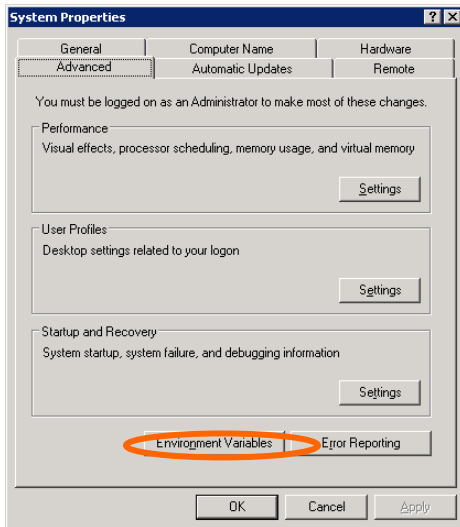 System Properties
General Computer Name Hardware
Advanced Automatic Updates Remote
You must be logged on as an Administrator to make most of these changes.
Performance
Visual effects, processor scheduling, memory usage, and virtual memory
Settings
User Profiles
Desktop settings related to your logon
Settings
Startup and Recovery
System startup, system failure, and debugging information
Settings
Environment Variables Error Reporting
OK Cancel Apply